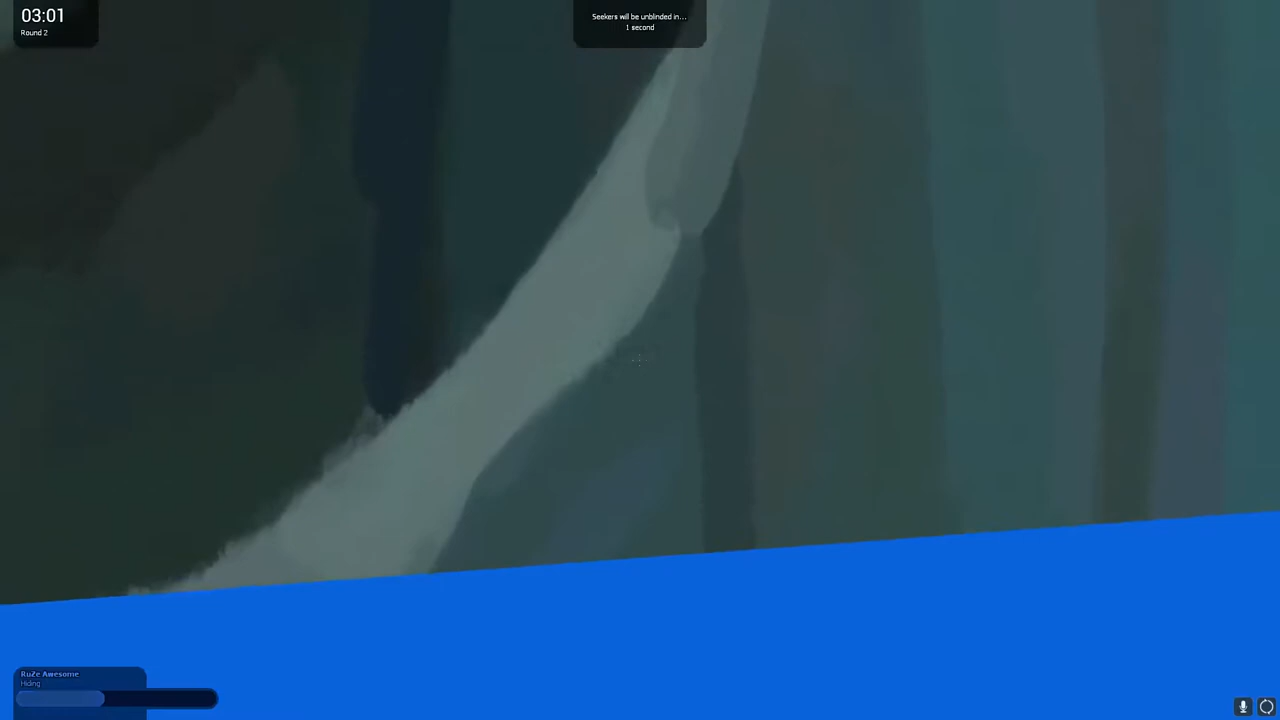 03:01
Round 2
Seekers will be unblinded in...
1 second
RuZe Awesome
Hiding